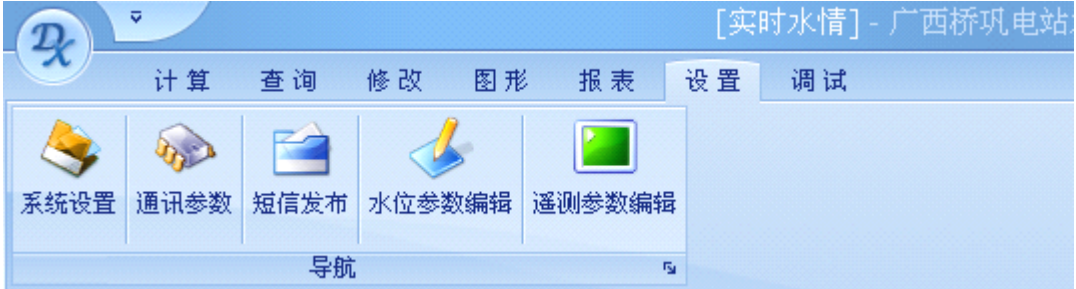 DX
[实时水情] - 广西桥巩电站
计算 查询 修改 图形 报表 设置 调试
系统设置 通讯参数 短信发布 水位参数编辑 遥测参数编辑
导航